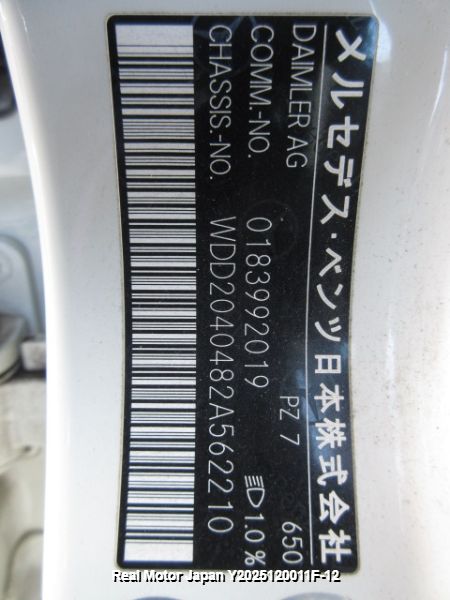 メルセデス・ベンツ日本株式会社
DAIMLER AG PZ 7 650
COMM.-NO. 0183992019 1.0%
CHASSIS.-NO. WDD2040482A562210
Real Motor Japan Y2025120011F-12